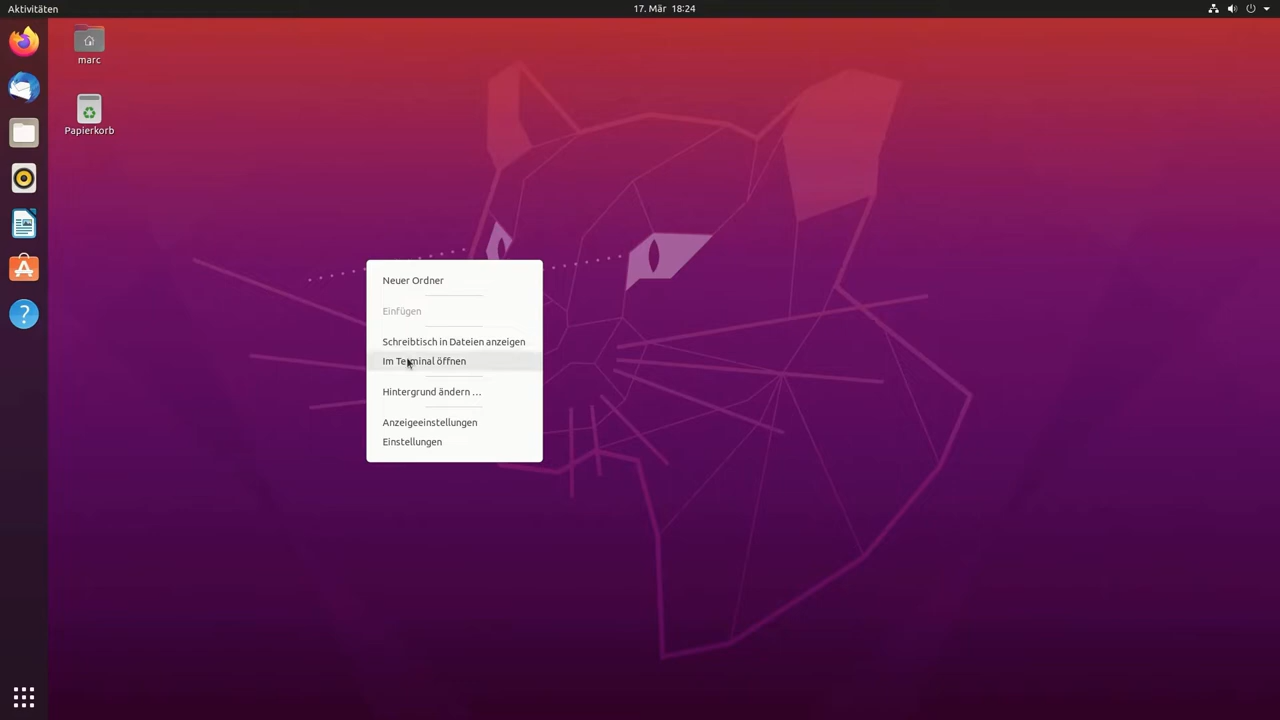 Aktivitäten
17. Mär 18:24
marc
Papierkorb
Neuer Ordner
Einfügen
Schreibtisch in Dateien anzeigen
Im Terminal öffnen
Hintergrund ändern …
Anzeigeeinstellungen
Einstellungen